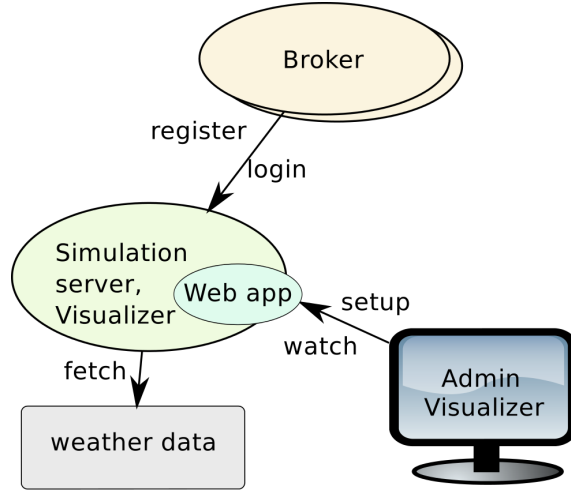 Broker
register
login
Simulation
server,
Visualizer
Web app
setup
watch
fetch
Admin
Visualizer
weather data